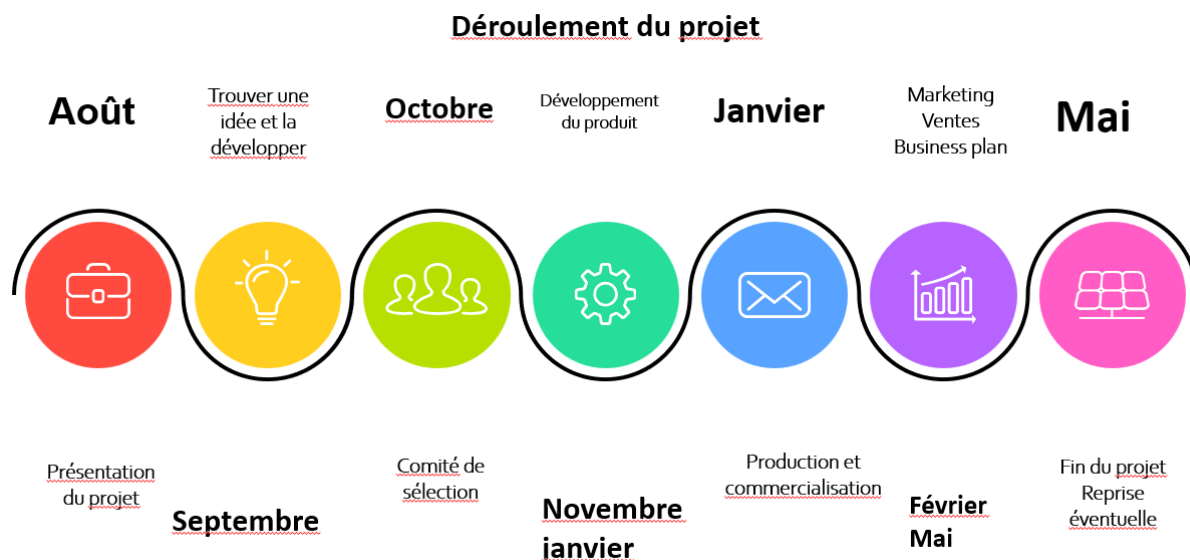 Déroulement du projet
Août
Trouver une
idée et la
développer
Octobre
Développement
du produit
Janvier
Marketing
Ventes
Business plan
Mai
Présentation
du projet
Septembre
Comité de
sélection
Novembre
janvier
Production et
commercialisation
Février
Mai
Fin du projet
Reprise
éventuelle